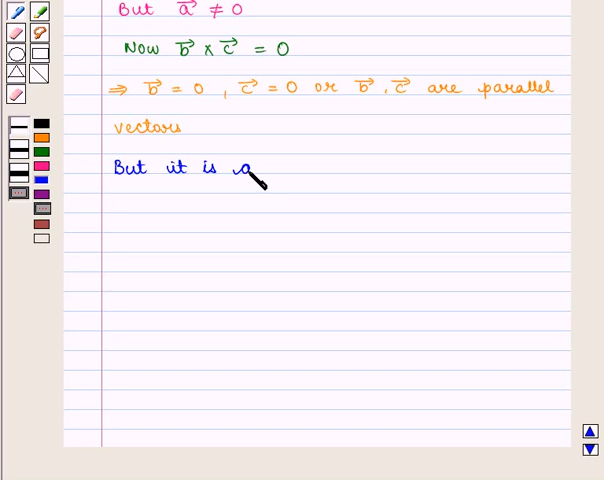 But a⃗ ≠ 0
Now b⃗ × c⃗ = 0
⇒ b⃗ = 0 , c⃗ = 0 or b⃗ , c⃗ are parallel
vectors
But it is